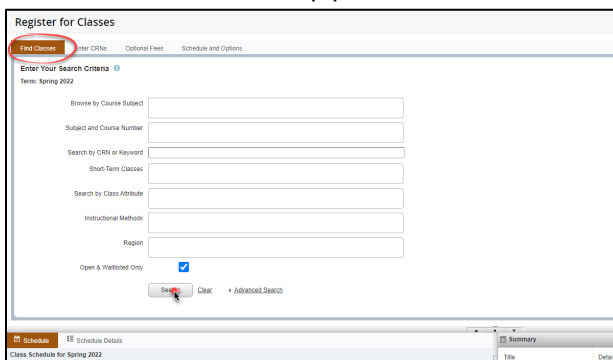 Register for Classes
Find Classes Enter CRNs Optional Fees Schedule and Options
Enter Your Search Criteria
Term: Spring 2022
Browse by Course Subject
Subject and Course Number
Search by CRN or Keyword
Short-Term Classes
Search by Class Attribute
Instructional Methods
Region
Open & Waitlisted Only
Search Clear Advanced Search
Schedule Schedule Details Summary
Class Schedule for Spring 2022 Title Detai